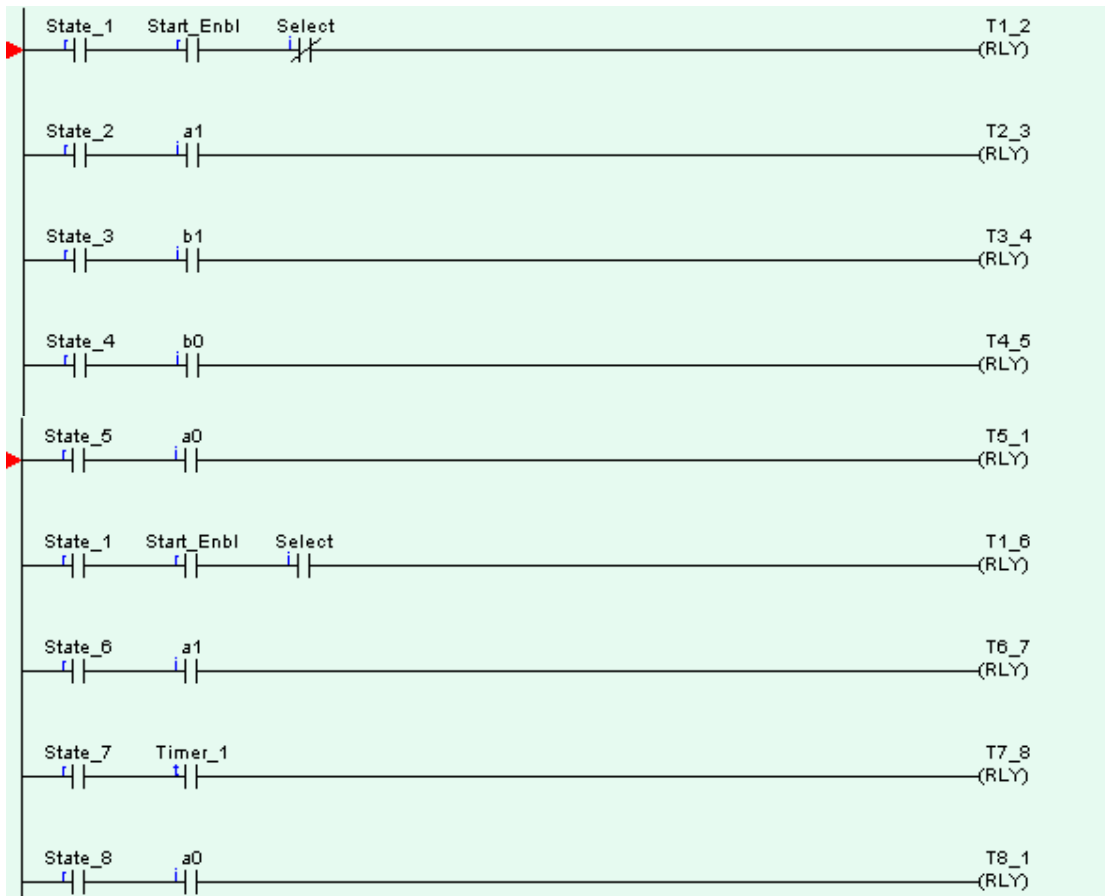 State_1 Start_Enbl Select T1_2
r r i (RLY)
State_2 a1 T2_3
r i (RLY)
State_3 b1 T3_4
r i (RLY)
State_4 b0 T4_5
r i (RLY)
State_5 a0 T5_1
r i (RLY)
State_1 Start_Enbl Select T1_6
r r i (RLY)
State_6 a1 T6_7
r i (RLY)
State_7 Timer_1 T7_8
r t (RLY)
State_8 a0 T8_1
r i (RLY)